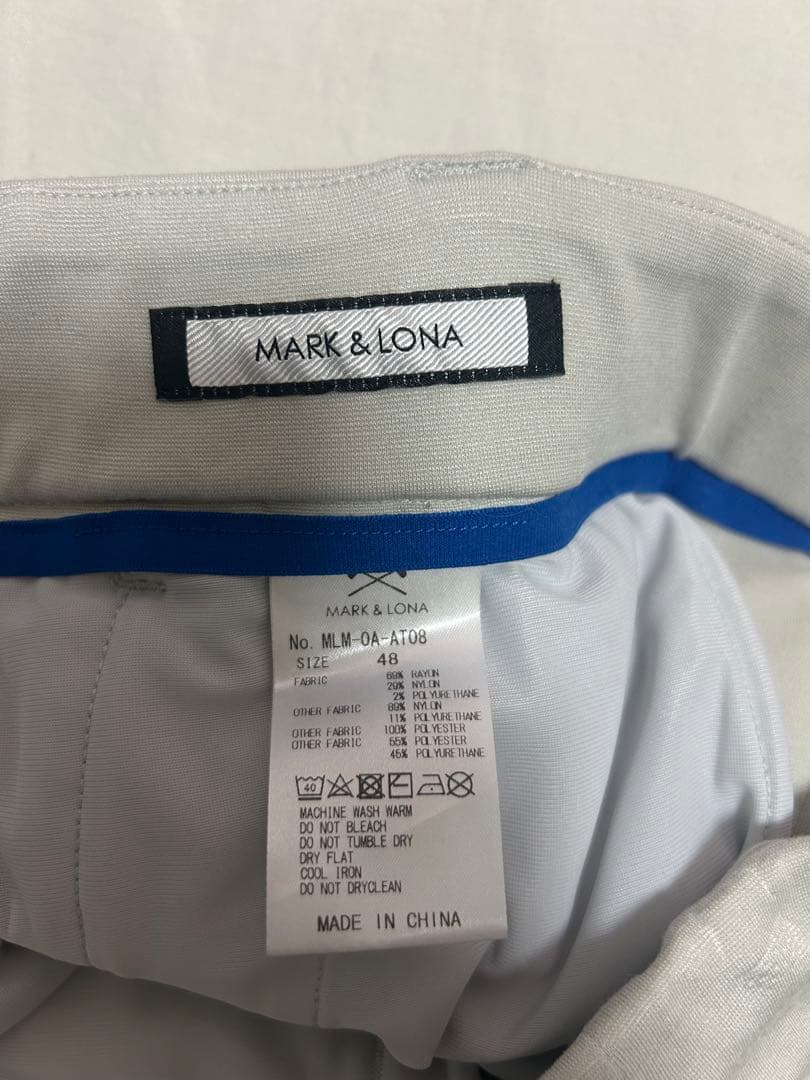 MARK & LONA
MARK & LONA
No. MLM-0A-AT08
SIZE 48
FABRIC 69% RAYON
29% NYLON
2% POLYURETHANE
OTHER FABRIC 89% NYLON
11% POLYURETHANE
OTHER FABRIC 100% POLYESTER
OTHER FABRIC 55% POLYESTER
45% POLYURETHANE
40
MACHINE WASH WARM
DO NOT BLEACH
DO NOT TUMBLE DRY
DRY FLAT
COOL IRON
DO NOT DRYCLEAN
MADE IN CHINA